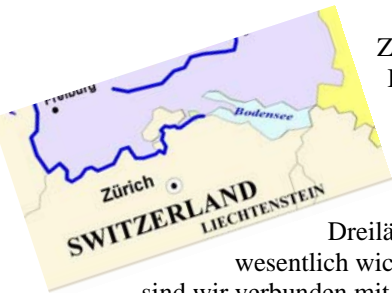 Freiburg
Bodensee
Zürich
SWITZERLAND
LIECHTENSTEIN
wesentlich
sind wir verbunden mit